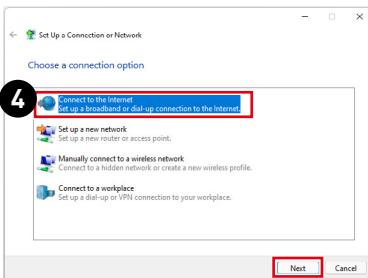 Set Up a Connection or Network
Choose a connection option
4
Connect to the Internet
Set up a broadband or dial-up connection to the Internet.
Set up a new network
Set up a new router or access point.
Manually connect to a wireless network
Connect to a hidden network or create a new wireless profile.
Connect to a workplace
Set up a dial-up or VPN connection to your workplace.
Next Cancel